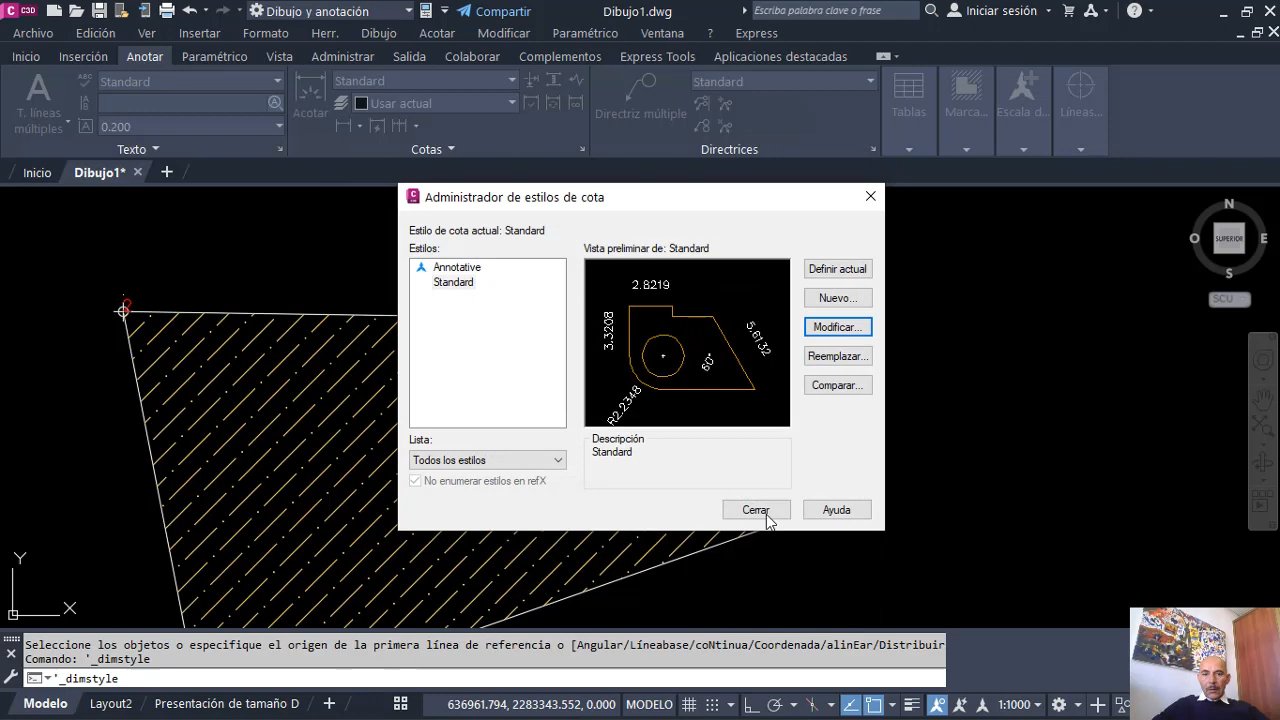 C3D
Dibujo y anotación
Compartir
Dibujo1.dwg
Escriba palabra clave o frase
Iniciar sesión
Archivo
Edición
Ver
Insertar
Formato
Herr.
Dibujo
Acotar
Modificar
Paramétrico
Ventana
?
Express
Inicio
Inserción
Anotar
Paramétrico
Vista
Administrar
Salida
Colaborar
Complementos
Express Tools
Aplicaciones destacadas
T. líneas múltiples
Standard
0.200
Texto
Acotar
Standard
Usar actual
Cotas
Directriz múltiple
Standard
Directrices
Tablas
Marca...
Escala d...
Líneas...
Inicio
Dibujo1*
Administrador de estilos de cota
Estilo de cota actual: Standard
Estilos:
Annotative
Standard
Vista preliminar de: Standard
2.8219
3.3208
5.6132
60°
R2.2348
Definir actual
Nuevo...
Modificar...
Reemplazar...
Comparar...
Lista:
Todos los estilos
No enumerar estilos en refX
Descripción
Standard
Cerrar
Ayuda
N
O
SUPERIOR
E
S
SCU
Y
X
Seleccione los objetos o especifique el origen de la primera línea de referencia o [Angular/Líneabase/coNtinua/Coordenada/alinEar/Distribuir
Comando: '_dimstyle
'_dimstyle
Modelo
Layout2
Presentación de tamaño D
636961.794, 2283343.552, 0.000
MODELO
1:1000